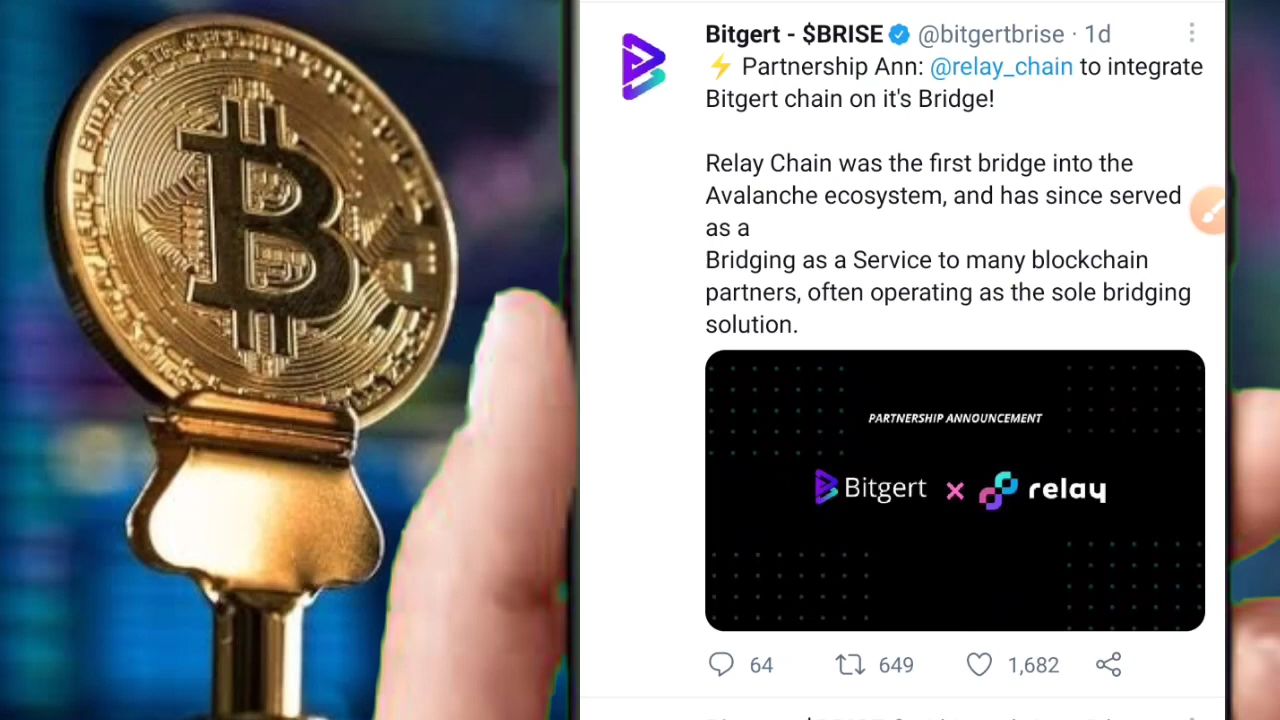 Bitgert - $BRISE @bitgertbrise · 1d
⚡ Partnership Ann: @relay_chain to integrate
Bitgert chain on it's Bridge!
Relay Chain was the first bridge into the
Avalanche ecosystem, and has since served
as a
Bridging as a Service to many blockchain
partners, often operating as the sole bridging
solution.
PARTNERSHIP ANNOUNCEMENT
Bitgert x relay
64 649 1,682